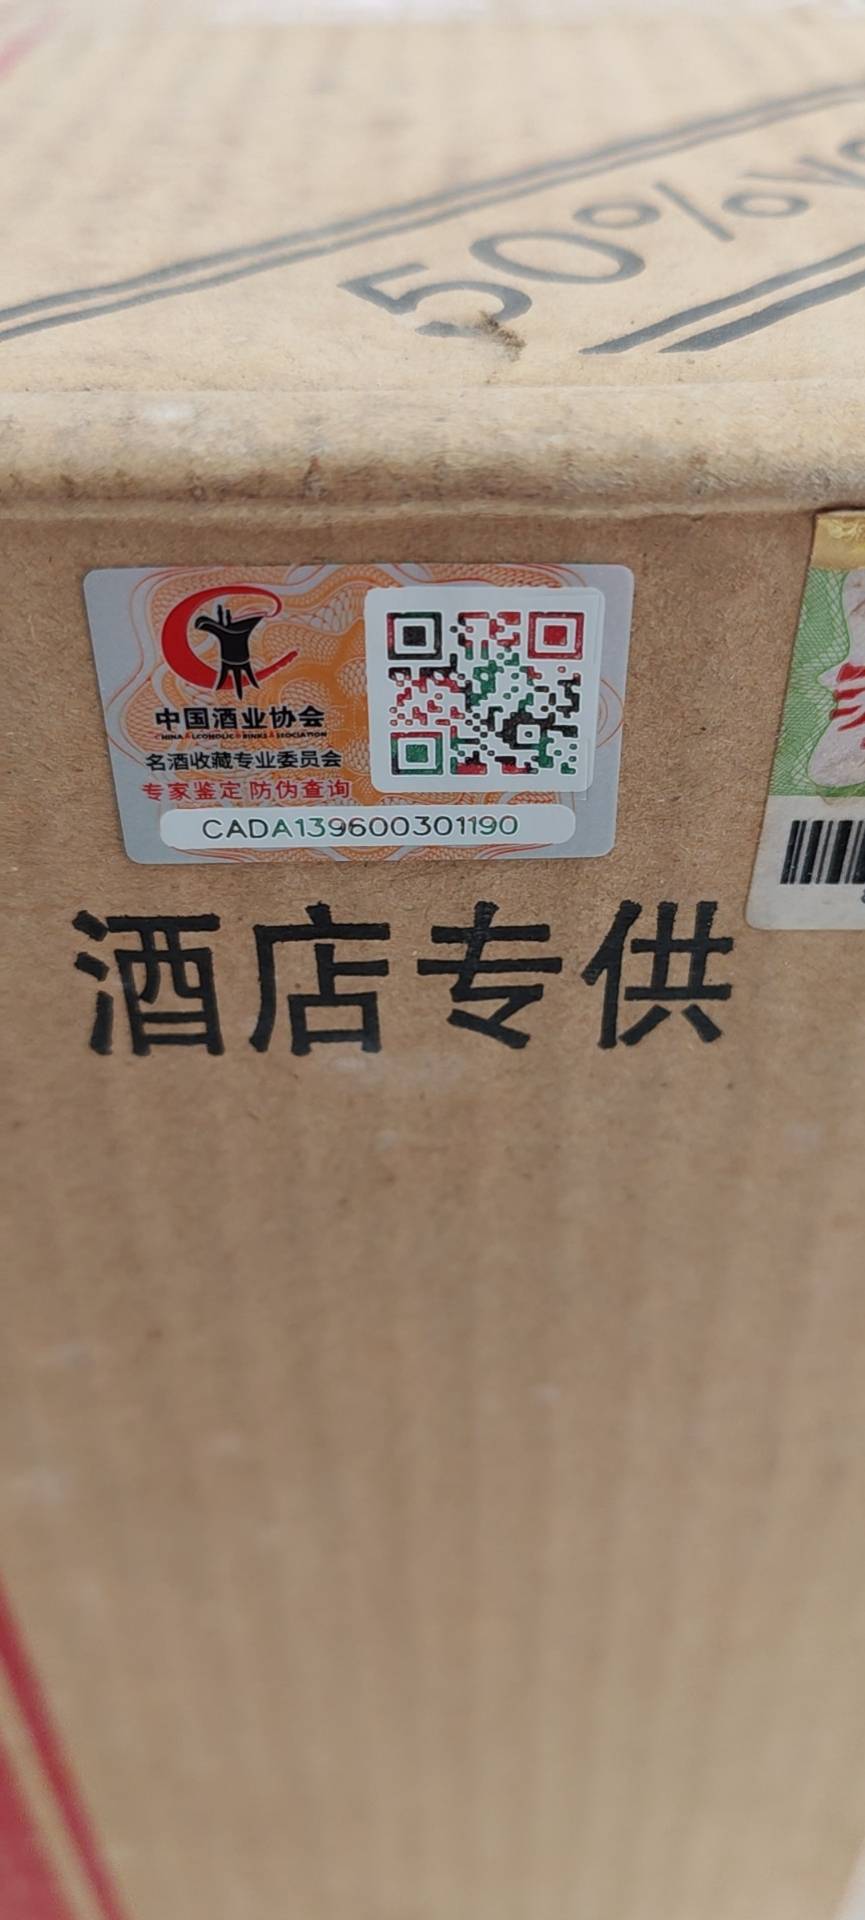 50%vo
中国酒业协会
CHINA ALCOHOLIC DRINKS ASSOCIATION
名酒收藏专业委员会
专家鉴定 防伪查询
CADA139600301190
酒店专供